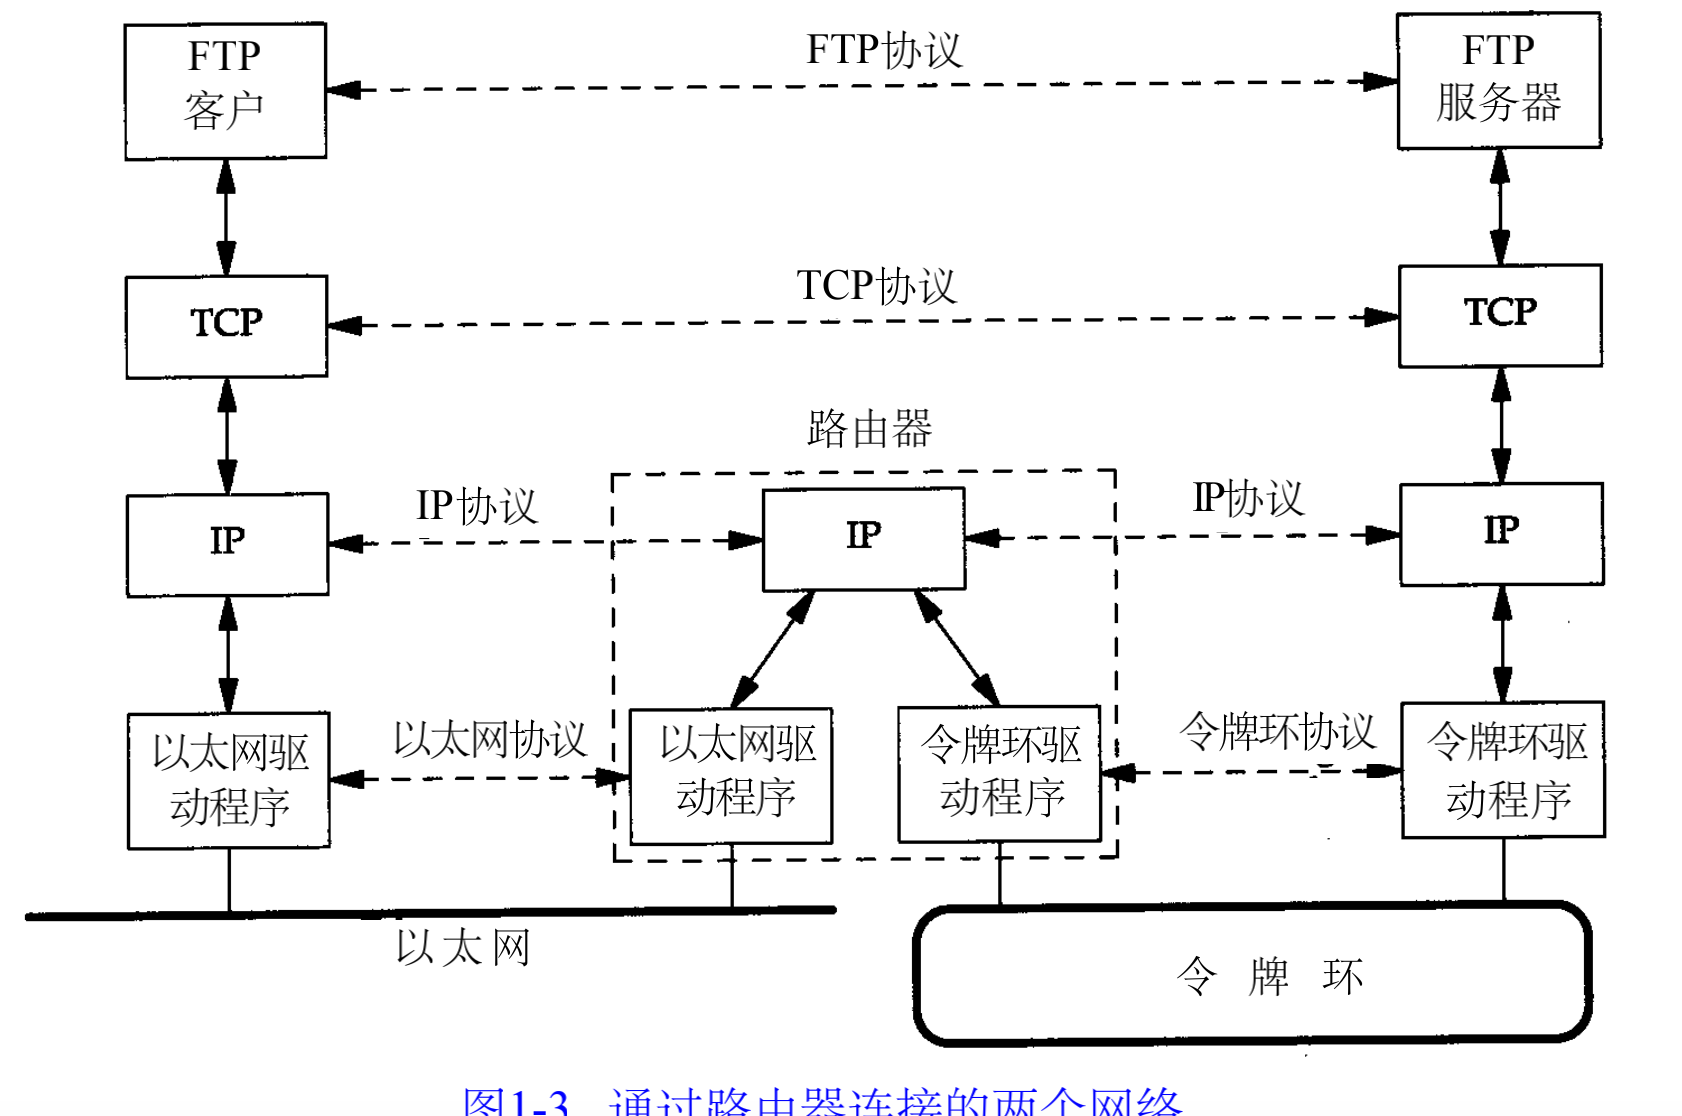 FTP
客户
FTP协议
FTP
服务器
TCP
TCP协议
TCP
路由器
IP
IP协议
IP
IP协议
IP
以太网驱
动程序
以太网协议
以太网驱
动程序
令牌环驱
动程序
令牌环协议
令牌环驱
动程序
以太网
令牌环
图1-3 通过路由器连接的两个网络